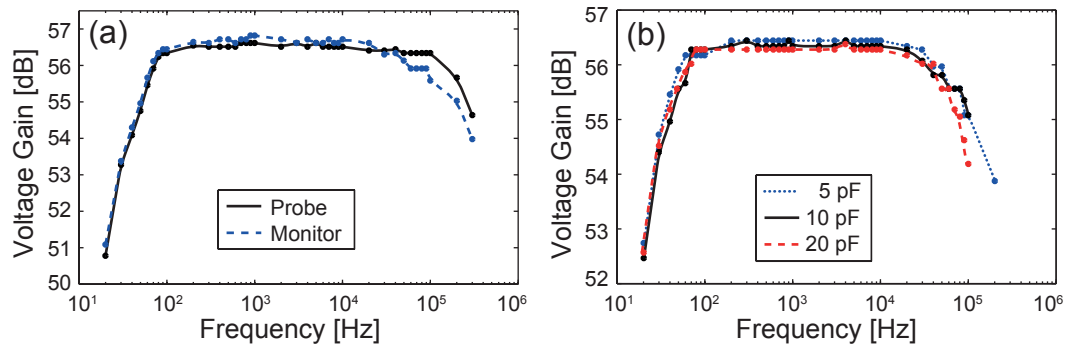 (a)
Voltage Gain [dB]
57
56
55
54
53
52
51
50
Probe
Monitor
10^1
10^2
10^3
10^4
10^5
10^6
Frequency [Hz]
(b)
Voltage Gain [dB]
57
56
55
54
53
52
5 pF
10 pF
20 pF
10^1
10^2
10^3
10^4
10^5
10^6
Frequency [Hz]